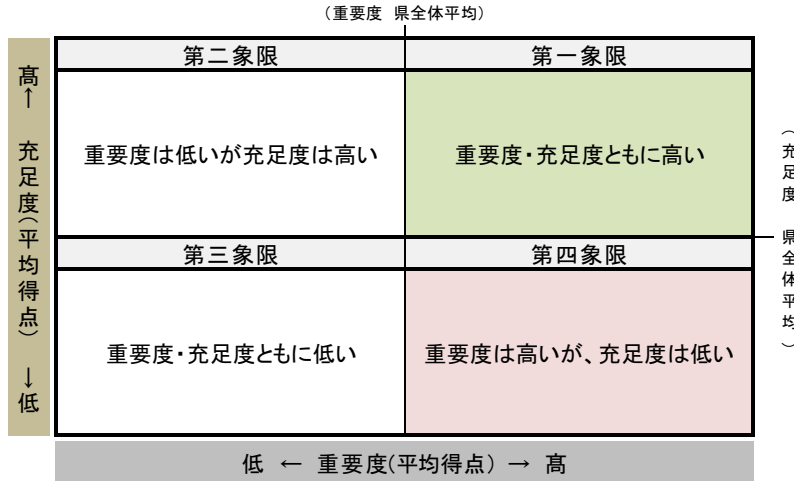 （重要度　県全体平均）
第二象限
第一象限
髙↑　充足度（平均得点）　↓低
重要度は低いが充足度は高い
重要度・充足度ともに高い
（充足度　県全体平均）
第三象限
第四象限
重要度・充足度ともに低い
重要度は高いが、充足度は低い
低 ← 重要度(平均得点) → 髙